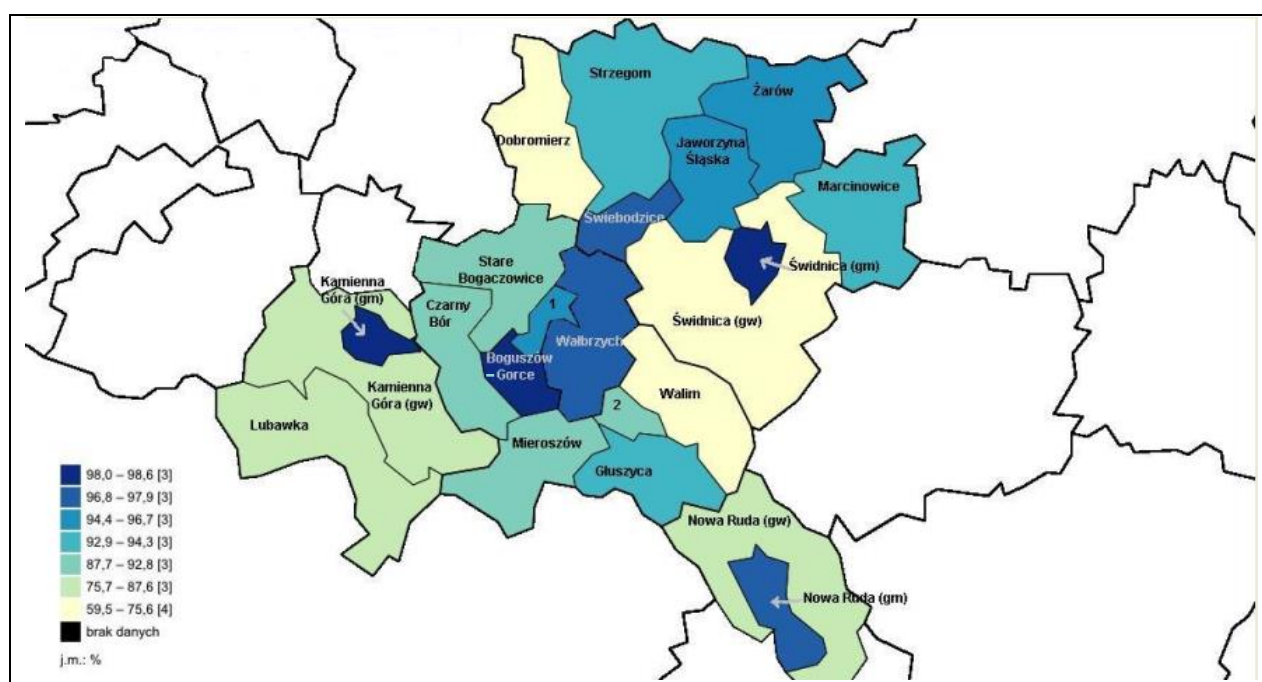 Strzegom
Żarów
Dobromierz
Jaworzyna
Śląska
Marcinowice
Świebodzice
Stare
Bogaczowice
Świdnica (gm)
Kamienna
Góra (gm)
Czarny
Bór
1
Świdnica (gw)
Wałbrzych
Boguszów
– Gorce
Kamienna
Góra (gw)
Walim
2
Lubawka
Mieroszów
Głuszyca
98,0 – 98,6 [3]
96,8 – 97,9 [3]
94,4 – 96,7 [3]
92,9 – 94,3 [3]
87,7 – 92,8 [3]
75,7 – 87,6 [3]
59,5 – 75,6 [4]
brak danych
j.m.: %
Nowa Ruda (gw)
Nowa Ruda (gm)